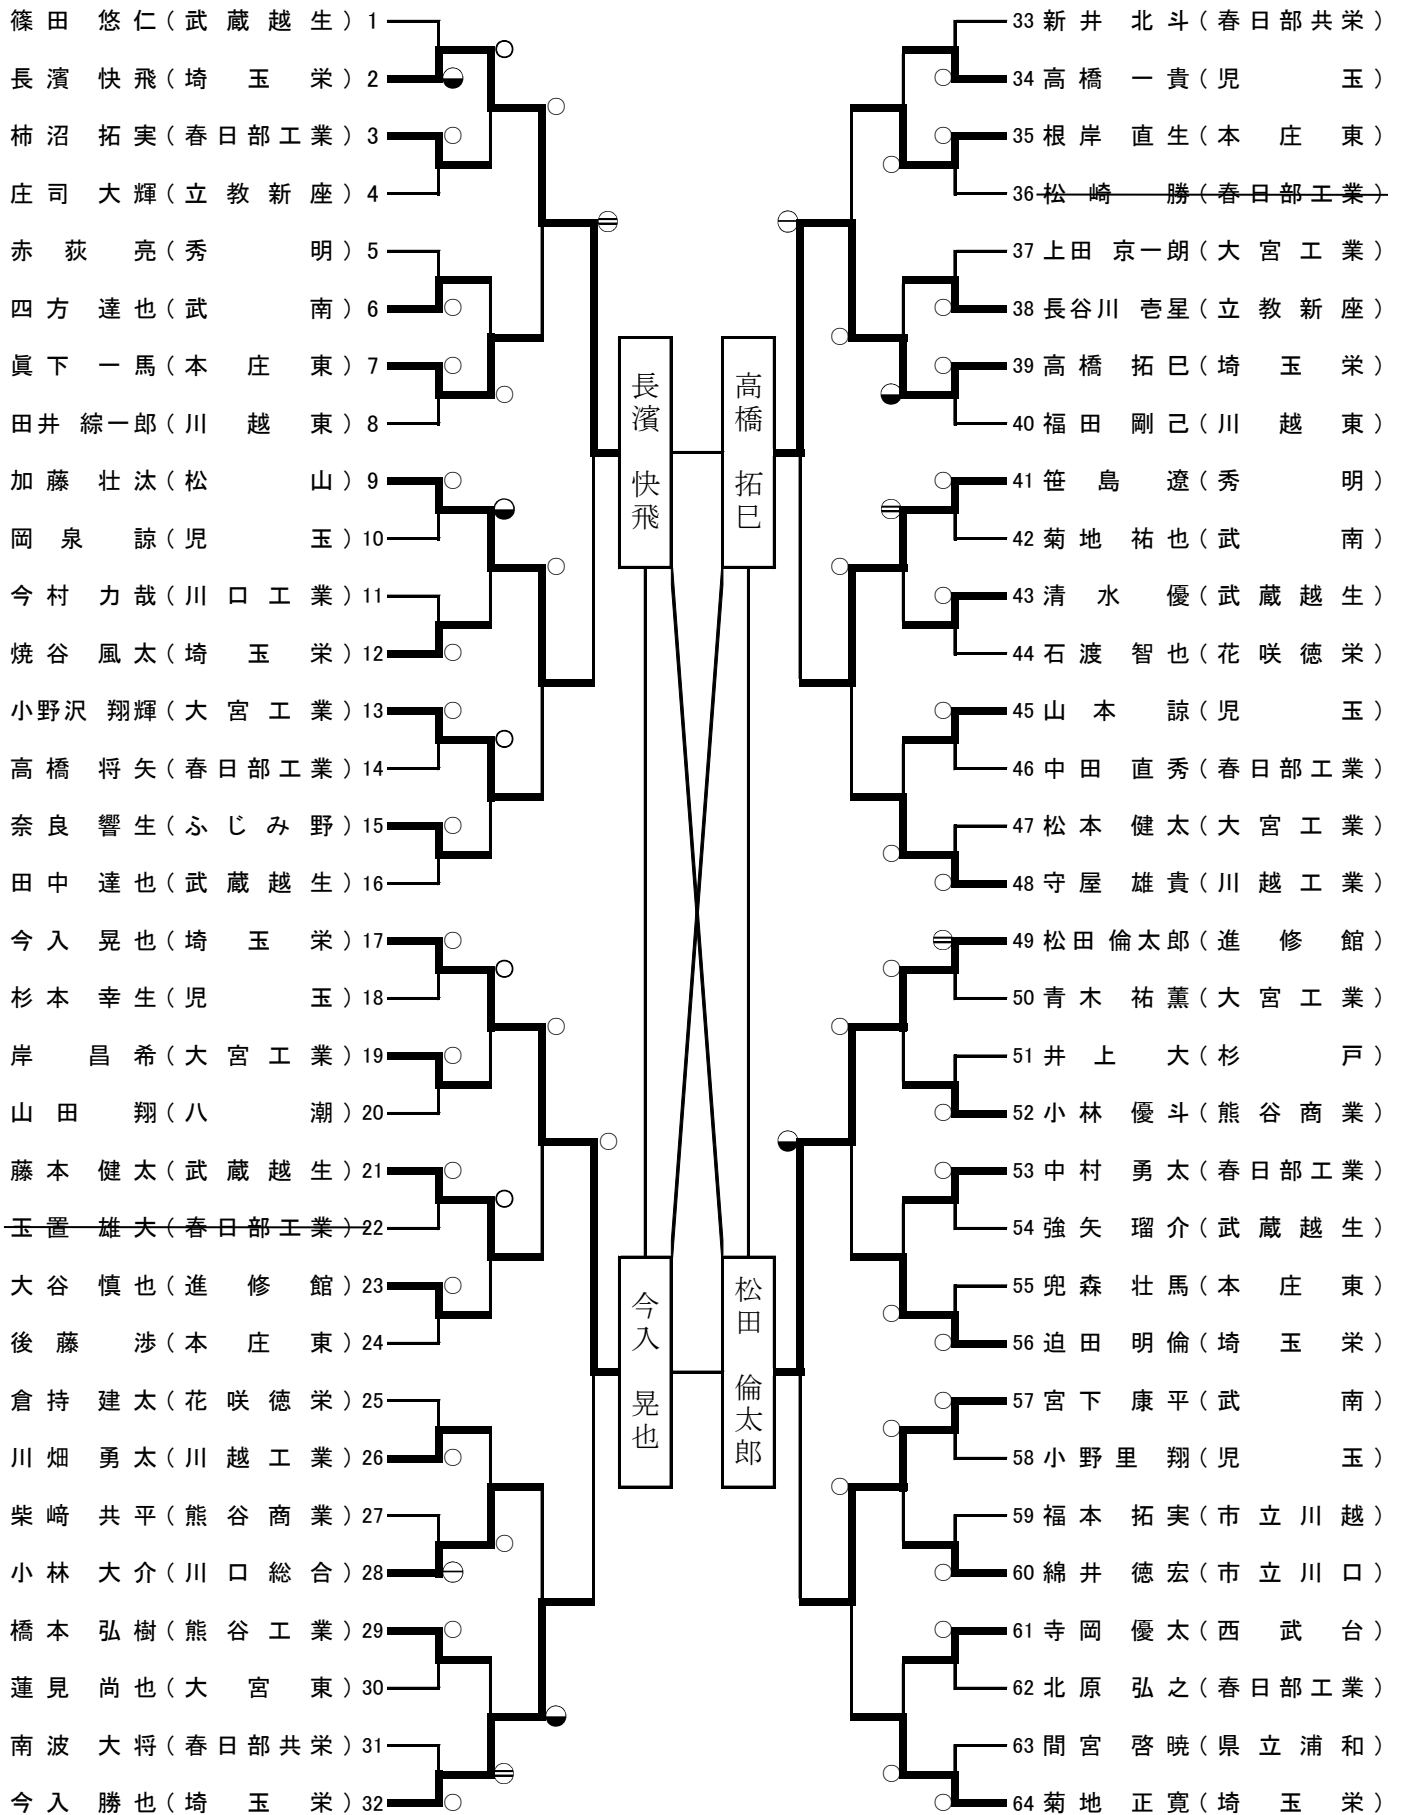 篠田 悠仁(武蔵越生)1
長濱 快飛(埼玉栄)2
柿沼 拓実(春日部工業)3
庄司 大輝(立教新座)4
赤荻 亮(秀明)5
四方 達也(武南)6
眞下 一馬(本庄東)7
田井 綜一郎(川越東)8
加藤 壮汰(松山)9
岡泉 諒(児玉)10
今村 力哉(川口工業)11
焼谷 風太(埼玉栄)12
小野沢 翔輝(大宮工業)13
高橋 将矢(春日部工業)14
奈良 響生(ふじみ野)15
田中 達也(武蔵越生)16
今入 晃也(埼玉栄)17
杉本 幸生(児玉)18
岸 昌希(大宮工業)19
山田 翔(八潮)20
藤本 健太(武蔵越生)21
玉置 雄大(春日部工業)22
大谷 慎也(進修館)23
後藤 渉(本庄東)24
倉持 建太(花咲徳栄)25
川畑 勇太(川越工業)26
柴﨑 共平(熊谷商業)27
小林 大介(川口総合)28
橋本 弘樹(熊谷工業)29
蓮見 尚也(大宮東)30
南波 大将(春日部共栄)31
今入 勝也(埼玉栄)32
長濱 快飛
高橋 拓巳
今入 晃也
松田 倫太郎
33 新井 北斗(春日部共栄)
34 高橋 一貴(児玉)
35 根岸 直生(本庄東)
36 松崎 勝(春日部工業)
37 上田 京一朗(大宮工業)
38 長谷川 壱星(立教新座)
39 高橋 拓巳(埼玉栄)
40 福田 剛己(川越東)
41 笹島 遼(秀明)
42 菊地 祐也(武南)
43 清水 優(武蔵越生)
44 石渡 智也(花咲徳栄)
45 山本 諒(児玉)
46 中田 直秀(春日部工業)
47 松本 健太(大宮工業)
48 守屋 雄貴(川越工業)
49 松田 倫太郎(進修館)
50 青木 祐薫(大宮工業)
51 井上 大(杉戸)
52 小林 優斗(熊谷商業)
53 中村 勇太(春日部工業)
54 強矢 瑠介(武蔵越生)
55 兜森 壮馬(本庄東)
56 迫田 明倫(埼玉栄)
57 宮下 康平(武南)
58 小野里 翔(児玉)
59 福本 拓実(市立川越)
60 綿井 徳宏(市立川口)
61 寺岡 優太(西武台)
62 北原 弘之(春日部工業)
63 間宮 啓暁(県立浦和)
64 菊地 正寛(埼玉栄)